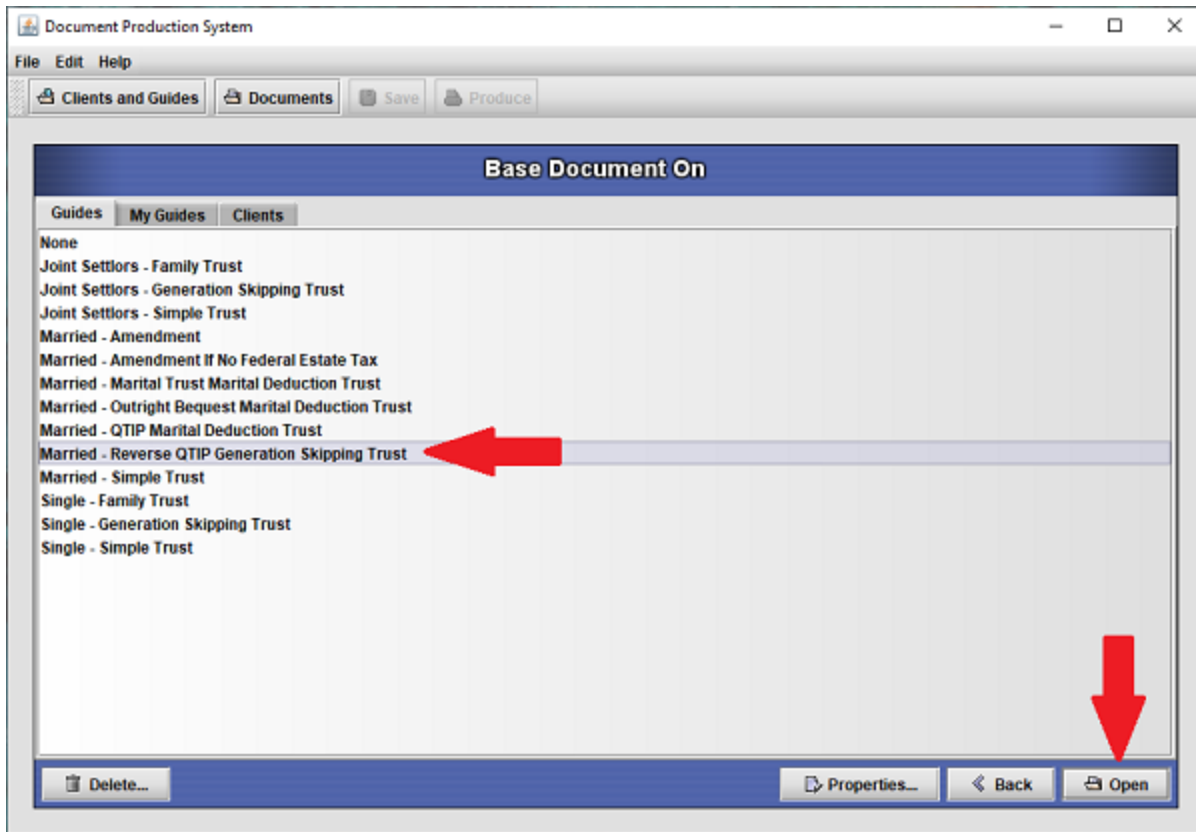 Document Production System
File Edit Help
Clients and Guides Documents Save Produce
Base Document On
Guides My Guides Clients
None
Joint Settlors - Family Trust
Joint Settlors - Generation Skipping Trust
Joint Settlors - Simple Trust
Married - Amendment
Married - Amendment If No Federal Estate Tax
Married - Marital Trust Marital Deduction Trust
Married - Outright Bequest Marital Deduction Trust
Married - QTIP Marital Deduction Trust
Married - Reverse QTIP Generation Skipping Trust
Married - Simple Trust
Single - Family Trust
Single - Generation Skipping Trust
Single - Simple Trust
Delete... Properties... Back Open